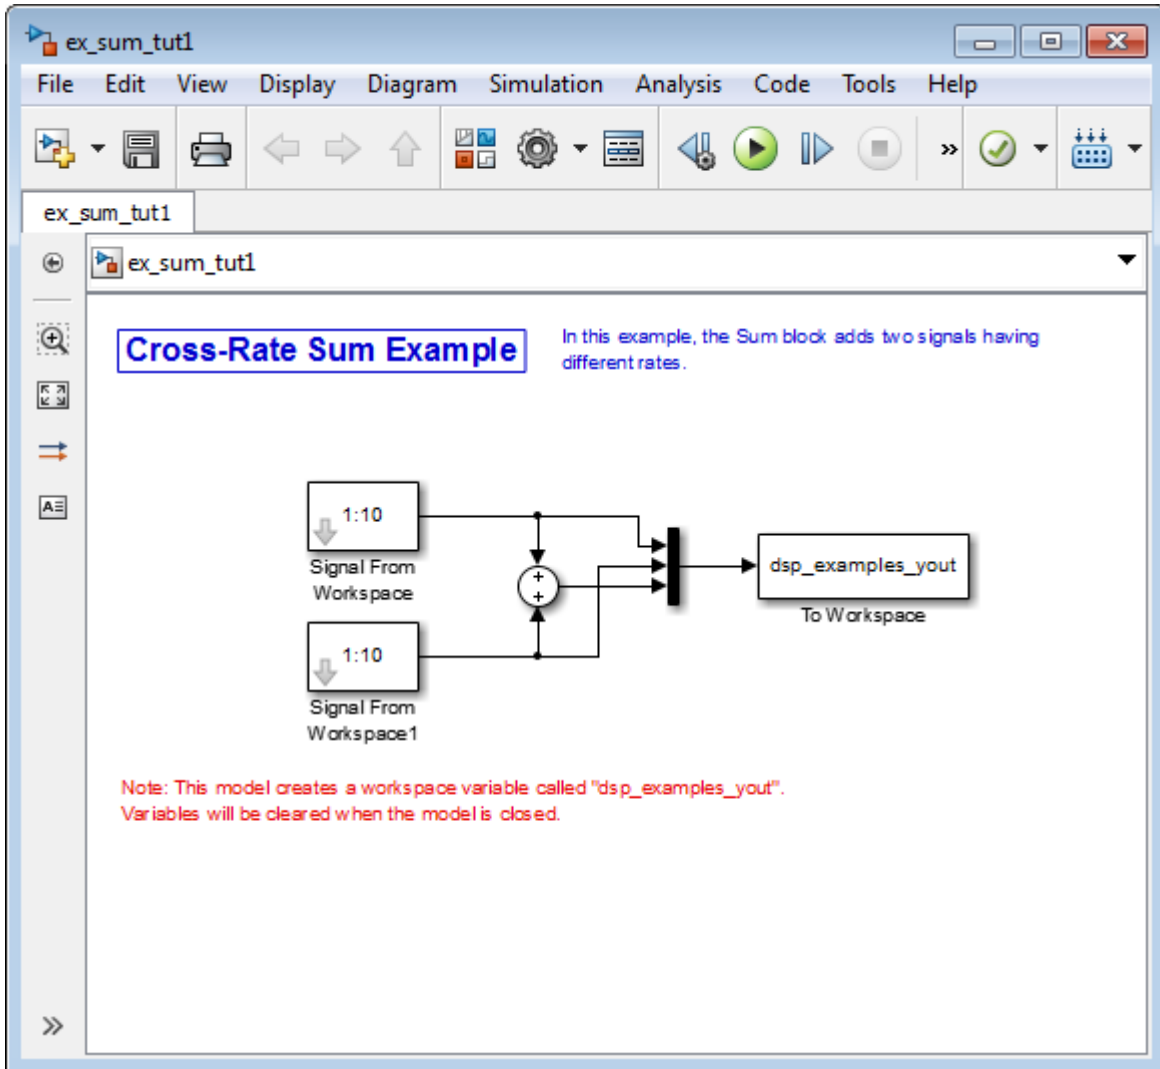 ex_sum_tut1
File Edit View Display Diagram Simulation Analysis Code Tools Help
ex_sum_tut1
ex_sum_tut1
Cross-Rate Sum Example
In this example, the Sum block adds two signals having
different rates.
1:10
Signal From
Workspace
+
+
dsp_examples_yout
To Workspace
1:10
Signal From
Workspace1
Note: This model creates a workspace variable called "dsp_examples_yout".
Variables will be cleared when the model is closed.